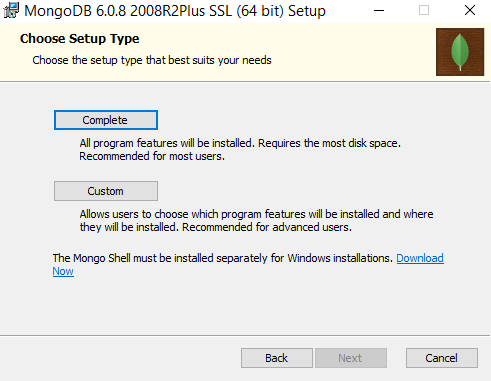 MongoDB 6.0.8 2008R2Plus SSL (64 bit) Setup
Choose Setup Type
Choose the setup type that best suits your needs
Complete
All program features will be installed. Requires the most disk space.
Recommended for most users.
Custom
Allows users to choose which program features will be installed and where
they will be installed. Recommended for advanced users.
The Mongo Shell must be installed separately for Windows installations. Download
Now
Back Next Cancel